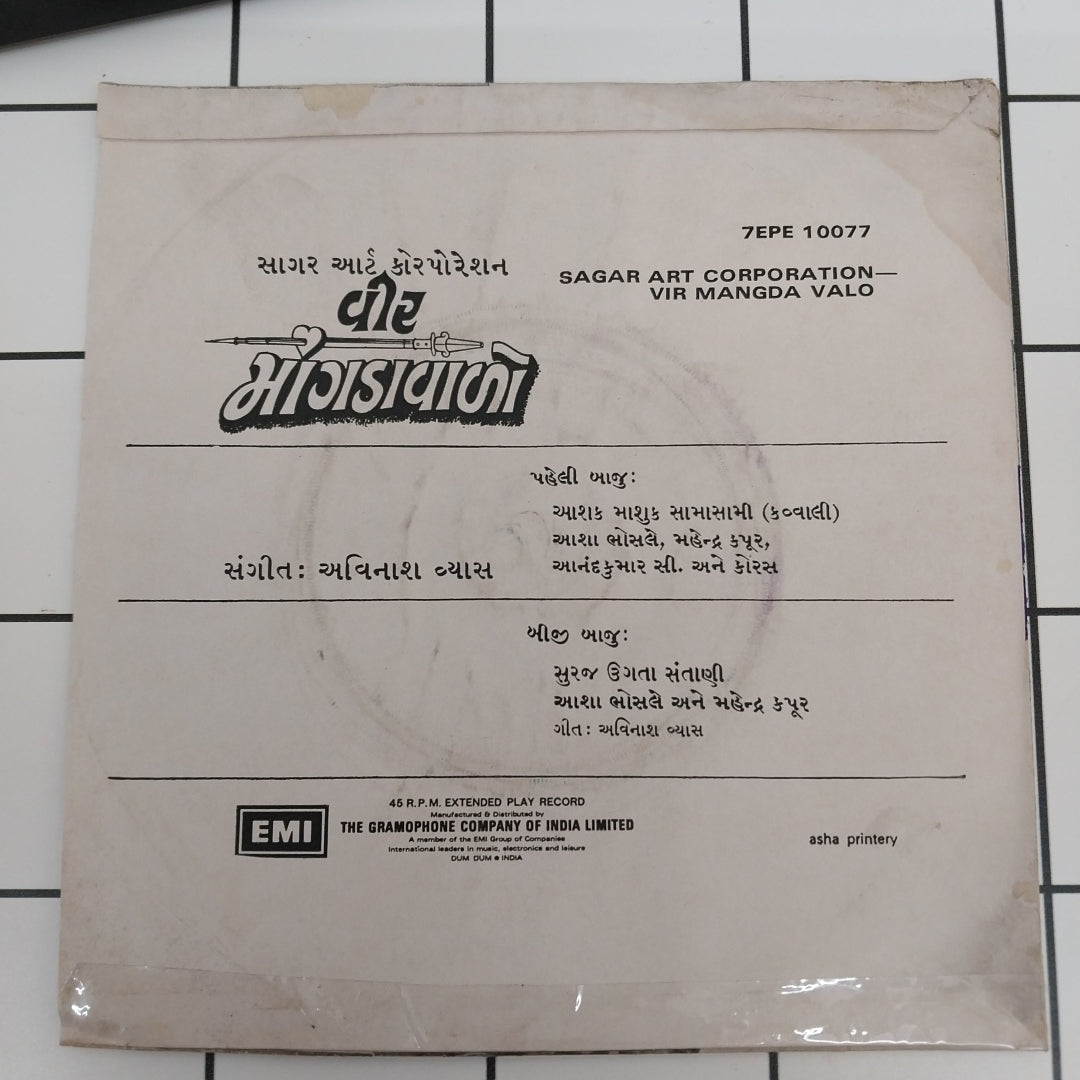 7EPE 10077
સાગર આર્ટ કોરપોરેશન
વીર
માંગડાવાળો
SAGAR ART CORPORATION—
VIR MANGDA VALO
પહેલી બાજુ:
આશક માશુક સામાસામી (કવ્વાલી)
આશા ભોસલે, મહેન્દ્ર કપૂર,
આનંદકુમાર સી. અને કોરસ
સંગીત: અવિનાશ વ્યાસ
બીજી બાજુ:
સુરજ ઉગતા સંતાણી
આશા ભોસલે અને મહેન્દ્ર કપૂર
ગીત: અવિનાશ વ્યાસ
EMI
45 R.P.M. EXTENDED PLAY RECORD
Manufactured & Distributed by
THE GRAMOPHONE COMPANY OF INDIA LIMITED
A member of the EMI Group of Companies
International leaders in music, electronics and leisure
DUM DUM ● INDIA
asha printery